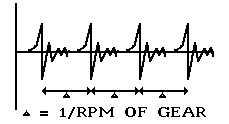 Δ Δ Δ
Δ = 1/RPM OF GEAR